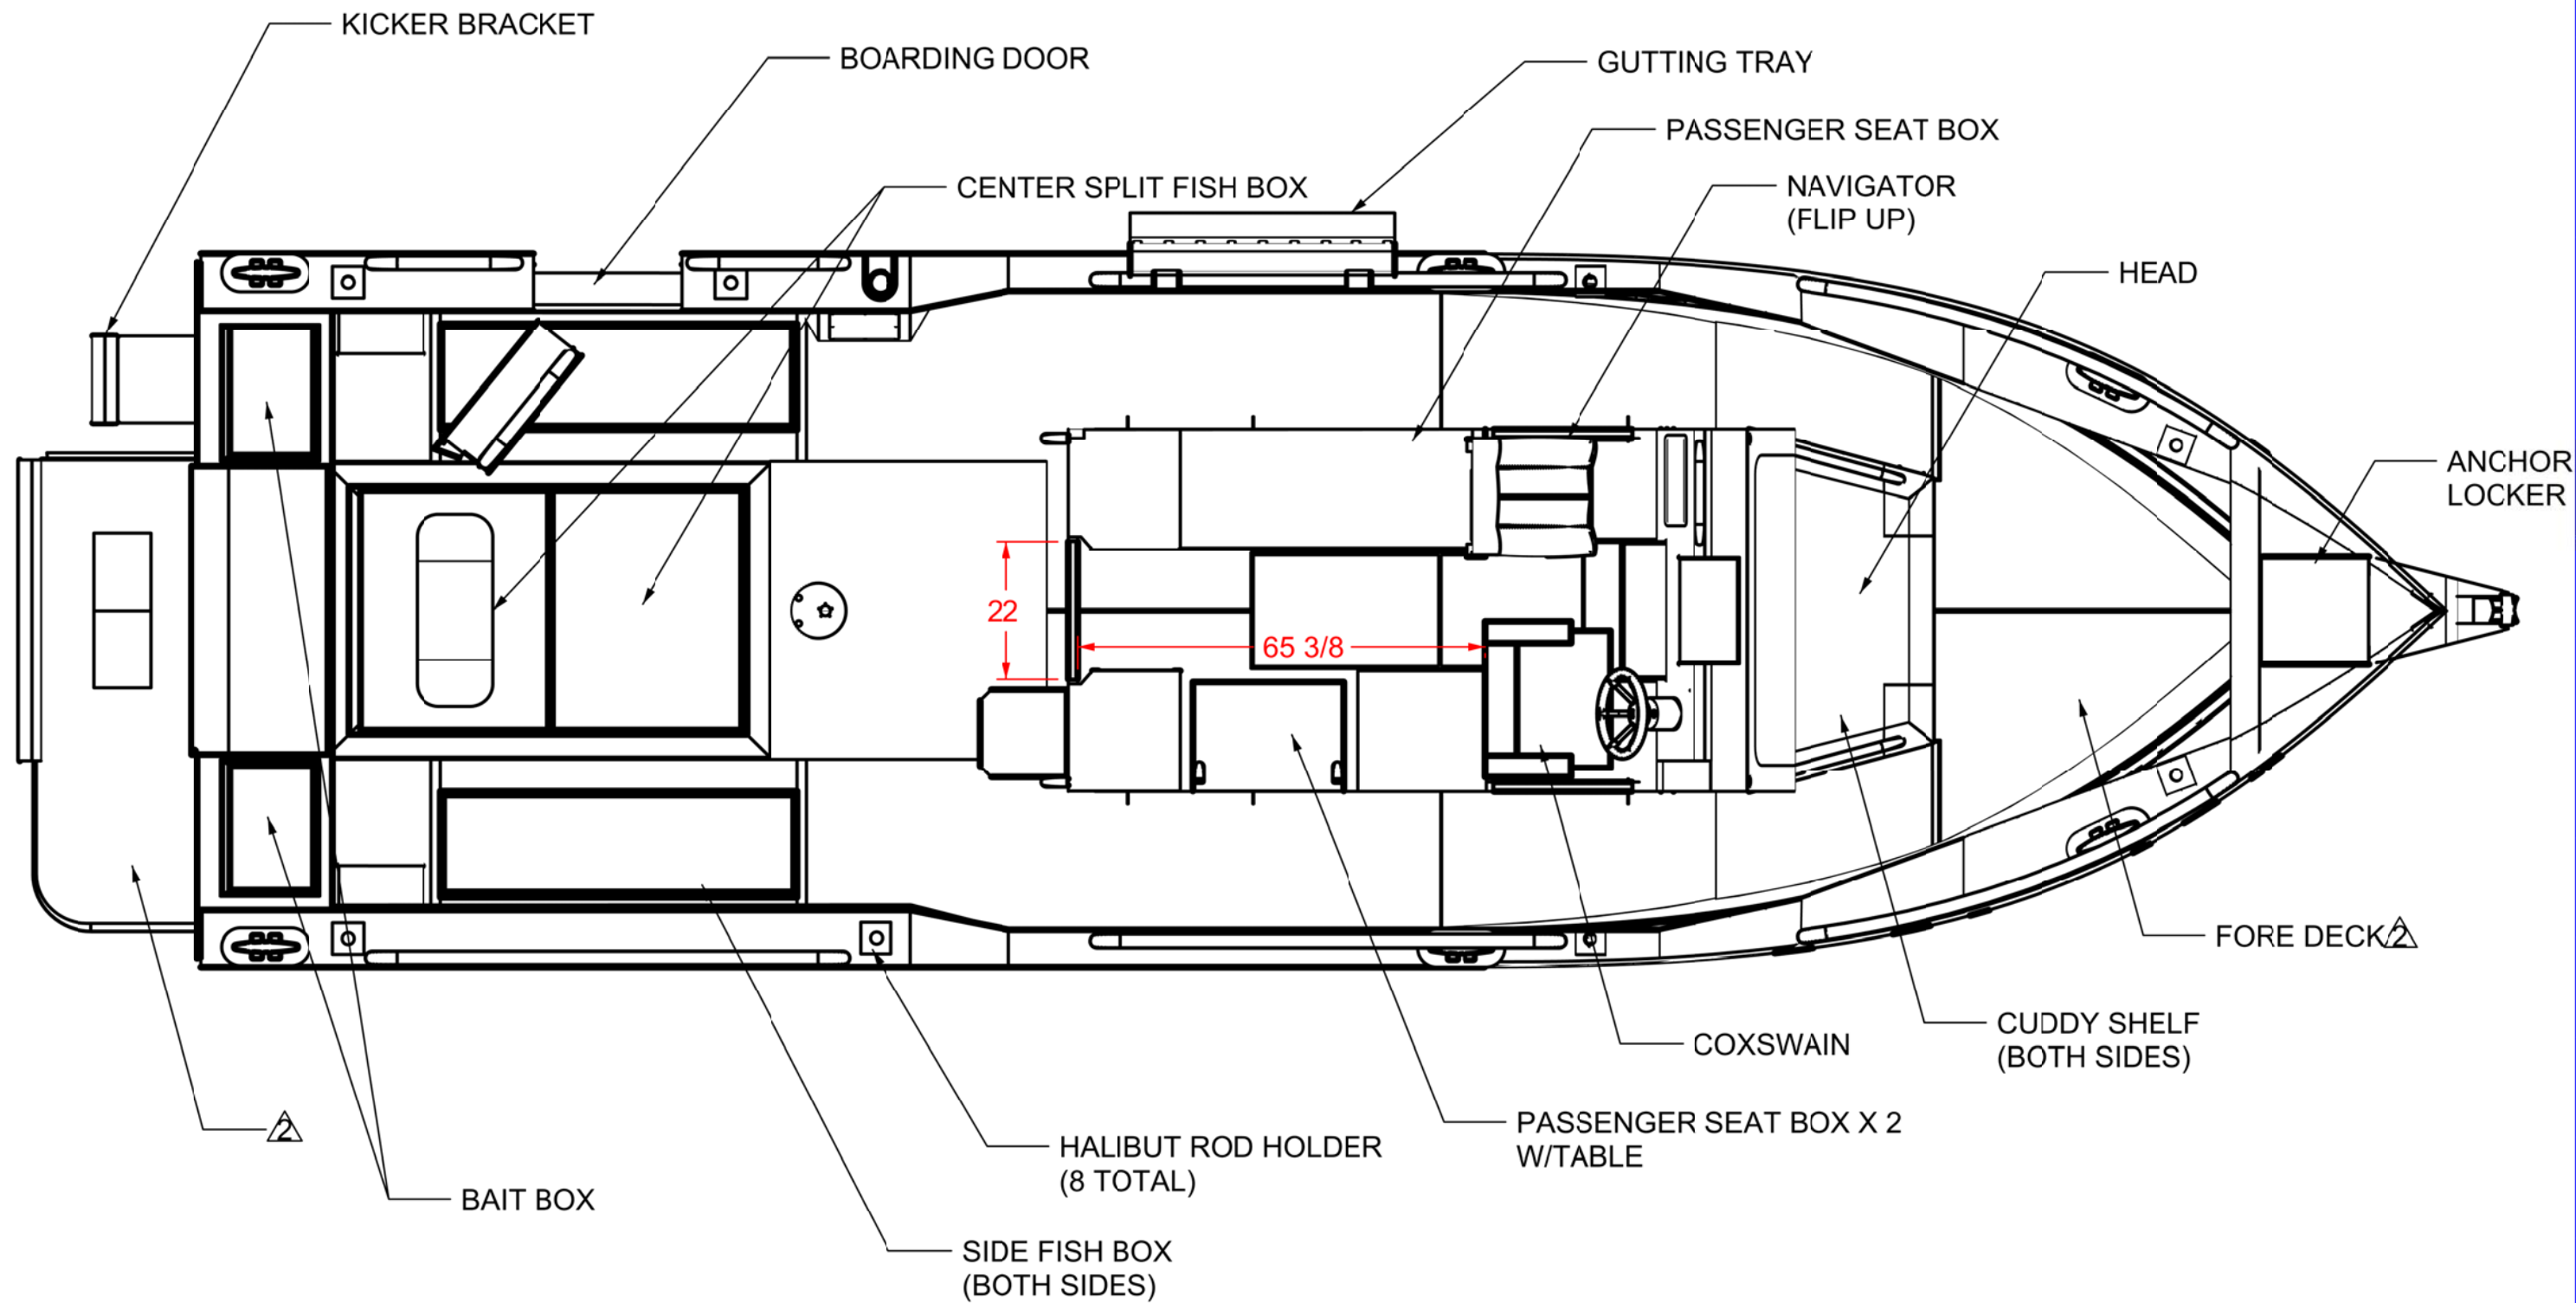 KICKER BRACKET
BOARDING DOOR
GUTTING TRAY
PASSENGER SEAT BOX
CENTER SPLIT FISH BOX
NAVIGATOR
(FLIP UP)
HEAD
ANCHOR
LOCKER
22
65 3/8
FORE DECK 2
CUDDY SHELF
(BOTH SIDES)
COXSWAIN
PASSENGER SEAT BOX X 2
W/TABLE
2
HALIBUT ROD HOLDER
(8 TOTAL)
BAIT BOX
SIDE FISH BOX
(BOTH SIDES)